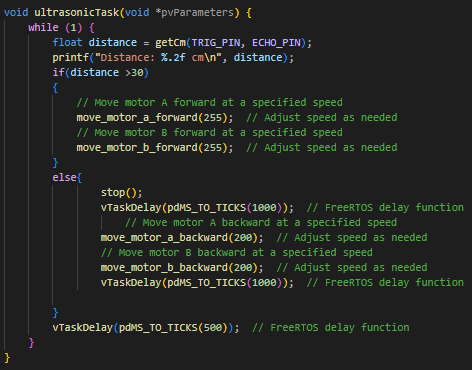 void ultrasonicTask(void *pvParameters) {
    while (1) {
        float distance = getCm(TRIG_PIN, ECHO_PIN);
        printf("Distance: %.2f cm\n", distance);
        if(distance >30)
        {
            // Move motor A forward at a specified speed
            move_motor_a_forward(255);  // Adjust speed as needed
            // Move motor B forward at a specified speed
            move_motor_b_forward(255);  // Adjust speed as needed
        }
        else{
                stop();
                vTaskDelay(pdMS_TO_TICKS(1000));  // FreeRTOS delay function
                    // Move motor A backward at a specified speed
                move_motor_a_backward(200);  // Adjust speed as needed
                // Move motor B backward at a specified speed
                move_motor_b_backward(200);  // Adjust speed as needed
                vTaskDelay(pdMS_TO_TICKS(1000));  // FreeRTOS delay function

        }
        vTaskDelay(pdMS_TO_TICKS(500));  // FreeRTOS delay function
    }
}